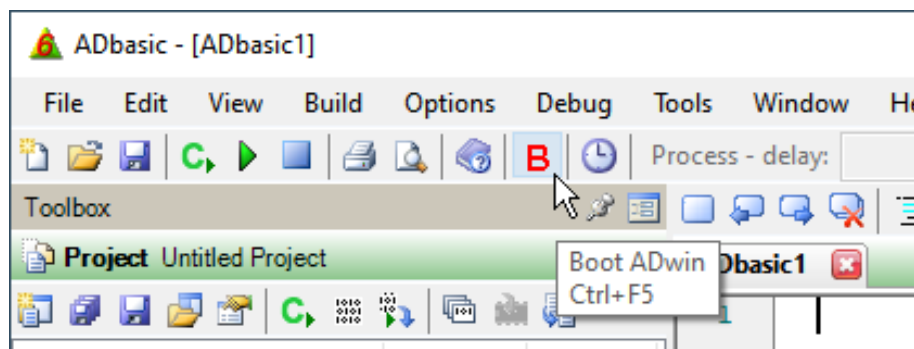 ADbasic - [ADbasic1]
File Edit View Build Options Debug Tools Window
B Process - delay:
Toolbox
Project Untitled Project
Boot ADwin
Ctrl+F5
Dbasic1
1